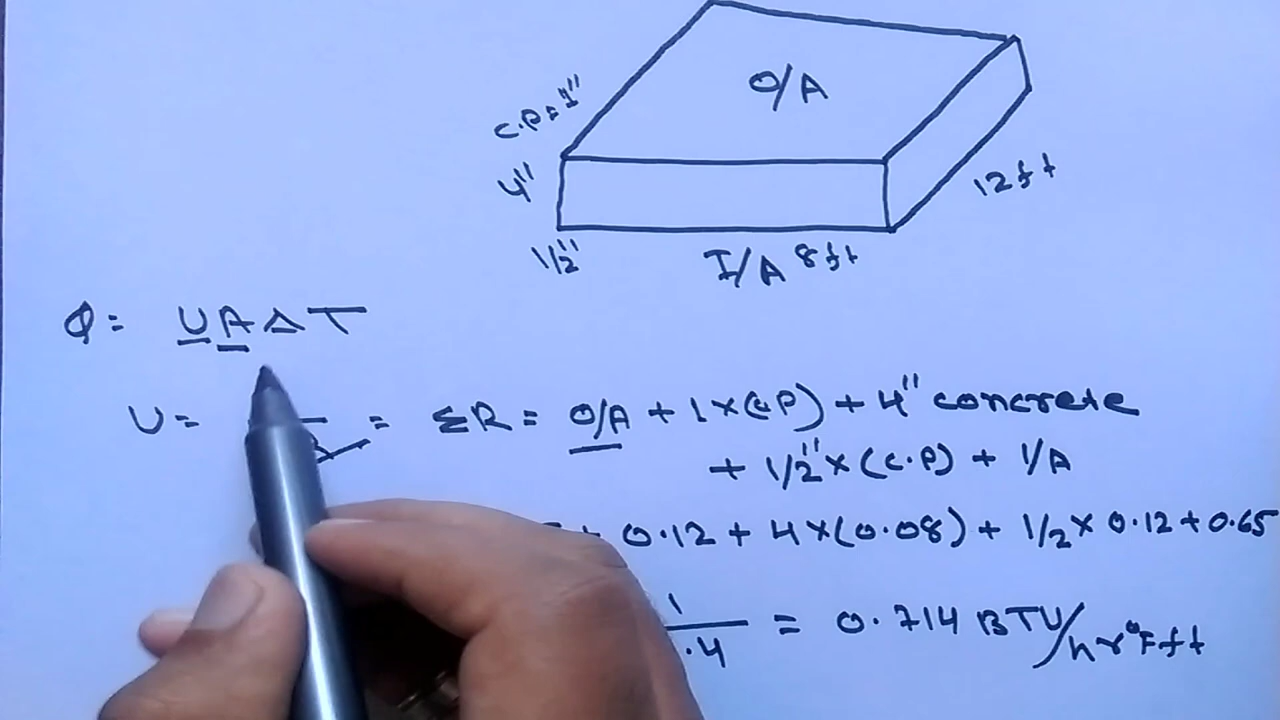 O/A
C.P = 1"
4"
12ft
1/2"
I/A 8ft
Q = UAΔT
U = = ΣR = O/A + 1×(C.P) + 4" concrete
+ 1/2"×(C.P) + I/A
+ 0.12 + 4×(0.08) + 1/2 × 0.12 + 0.65
1
.4
= 0.714 BTU/hr°F ft